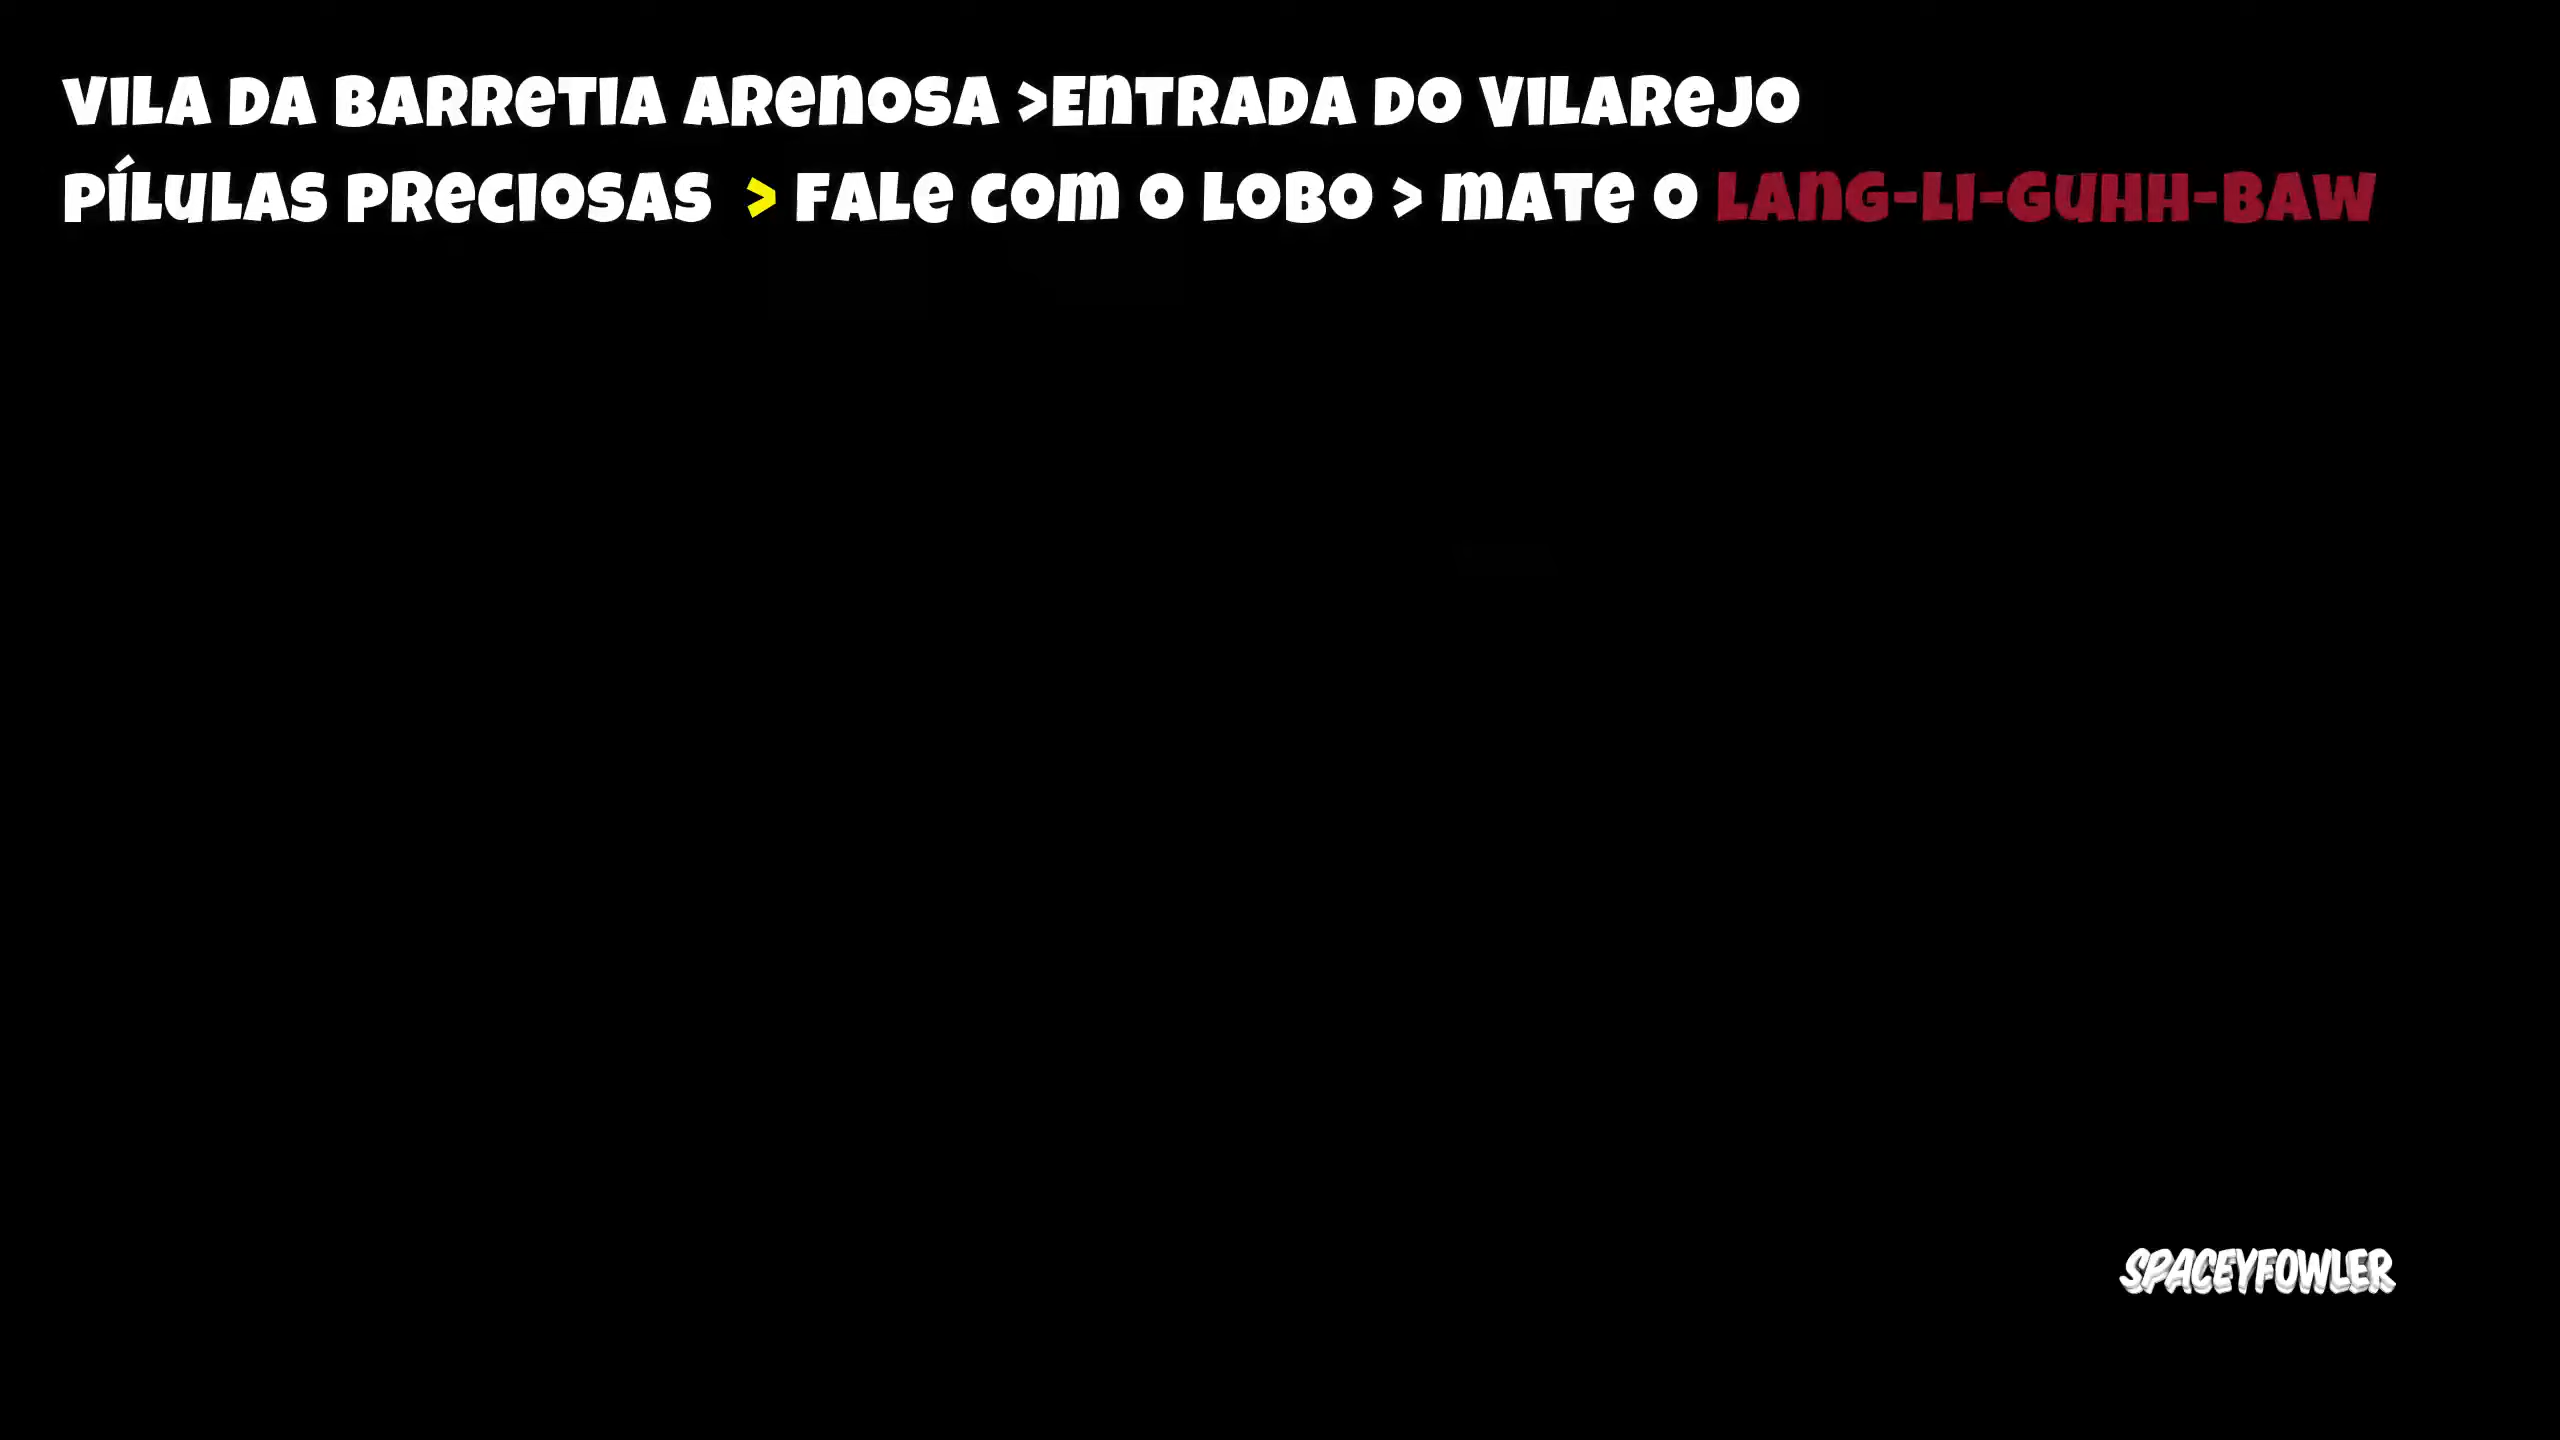 VILA DA BARRETIA ARENOSA >ENTRADA DO VILAREJO
PÍLULAS PRECIOSAS > FALE COM O LOBO > MATE O LANG-LI-GUHH-BAW
SPACEYFOWLER